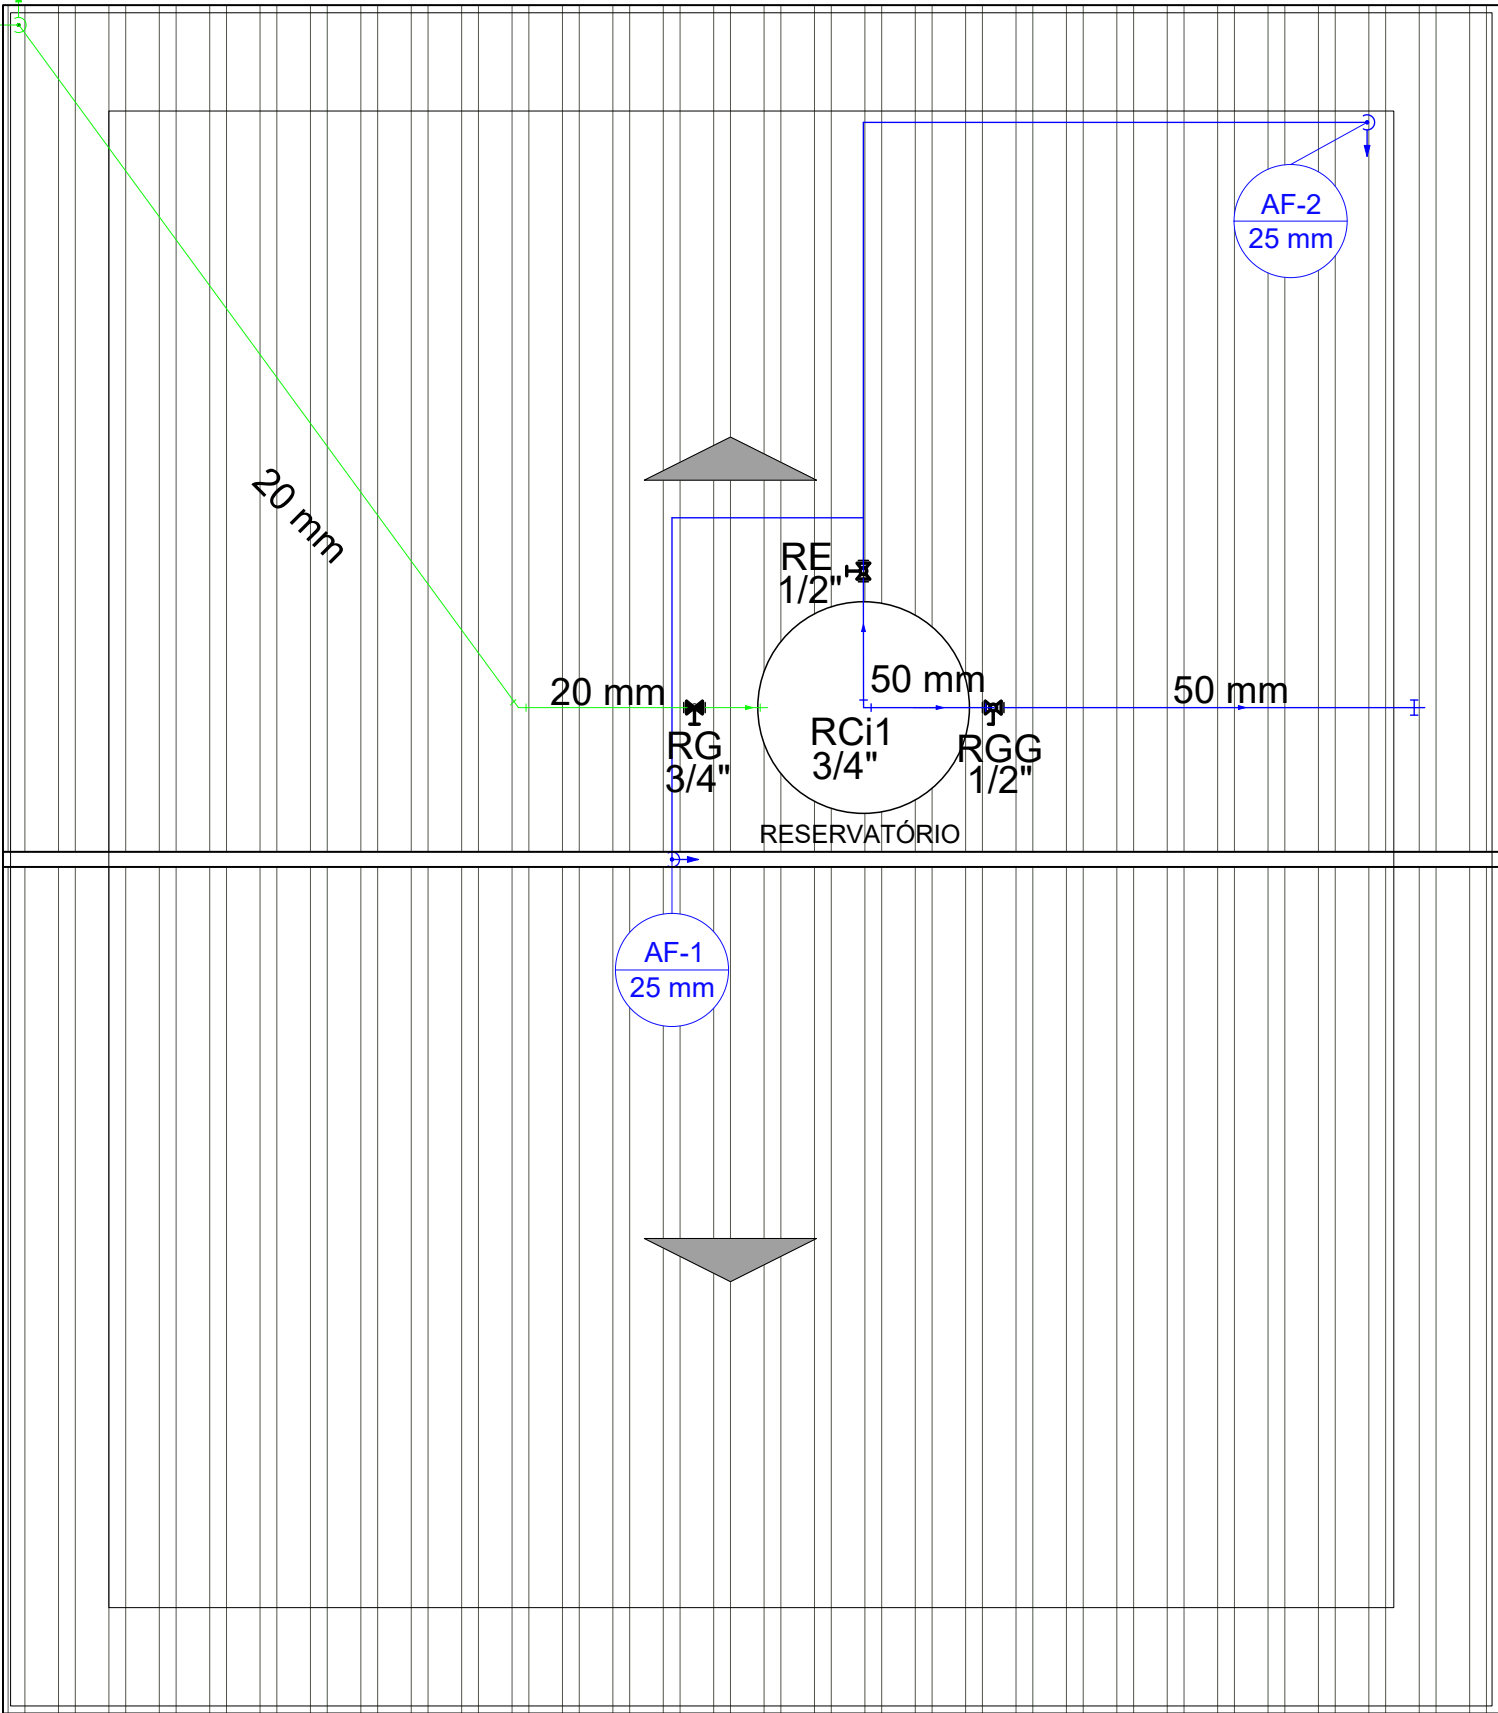 AF-2
25 mm
20 mm
RE
1/2"
20 mm
50 mm
50 mm
RG
3/4"
RCi1
3/4"
RGG
1/2"
RESERVATÓRIO
AF-1
25 mm